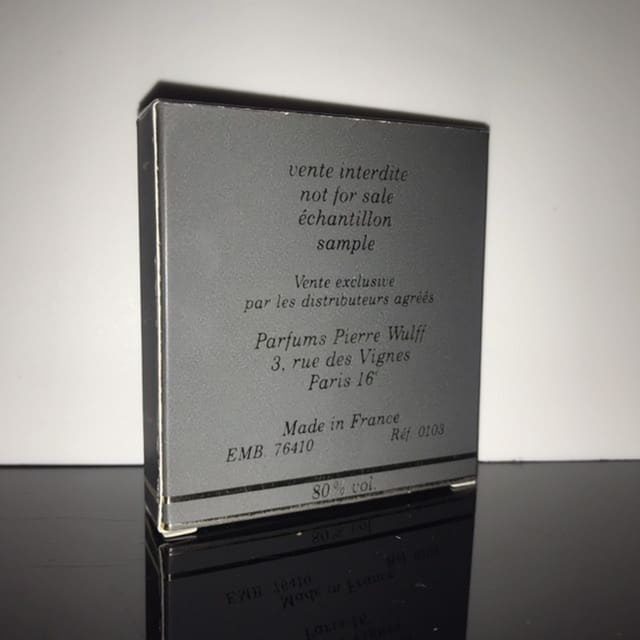 vente interdite
not for sale
échantillon
sample
Vente exclusive
par les distributeurs agréés
Parfums Pierre Wulff
3, rue des Vignes
Paris 16e
Made in France
EMB. 76410 Réf. 0103
80% vol.